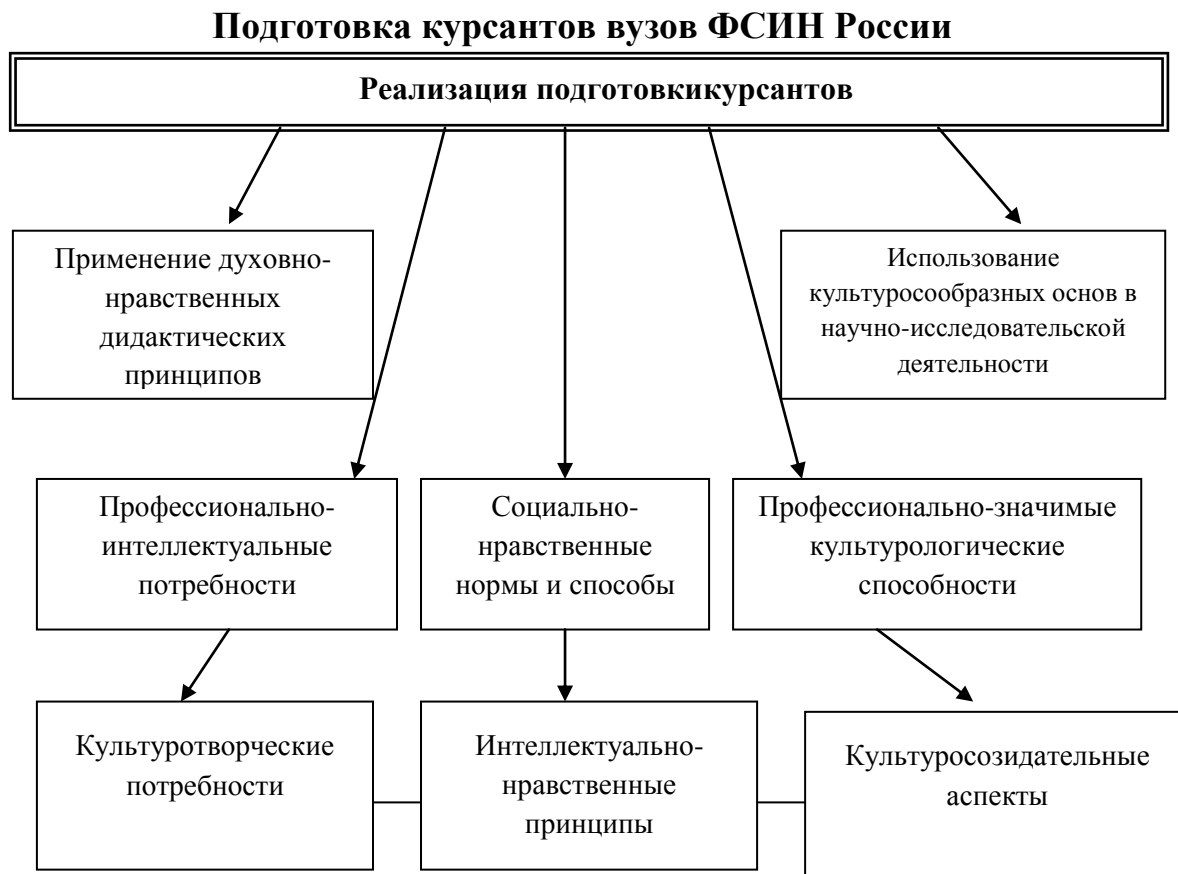 Подготовка курсантов вузов ФСИН России
Реализация подготовкикурсантов
Применение духовно-
нравственных
дидактических
принципов
Использование
культуросообразных основ в
научно-исследовательской
деятельности
Профессионально-
интеллектуальные
потребности
Социально-
нравственные
нормы и способы
Профессионально-значимые
культурологические
способности
Культуротворческие
потребности
Интеллектуально-
нравственные
принципы
Культуросозидательные
аспекты